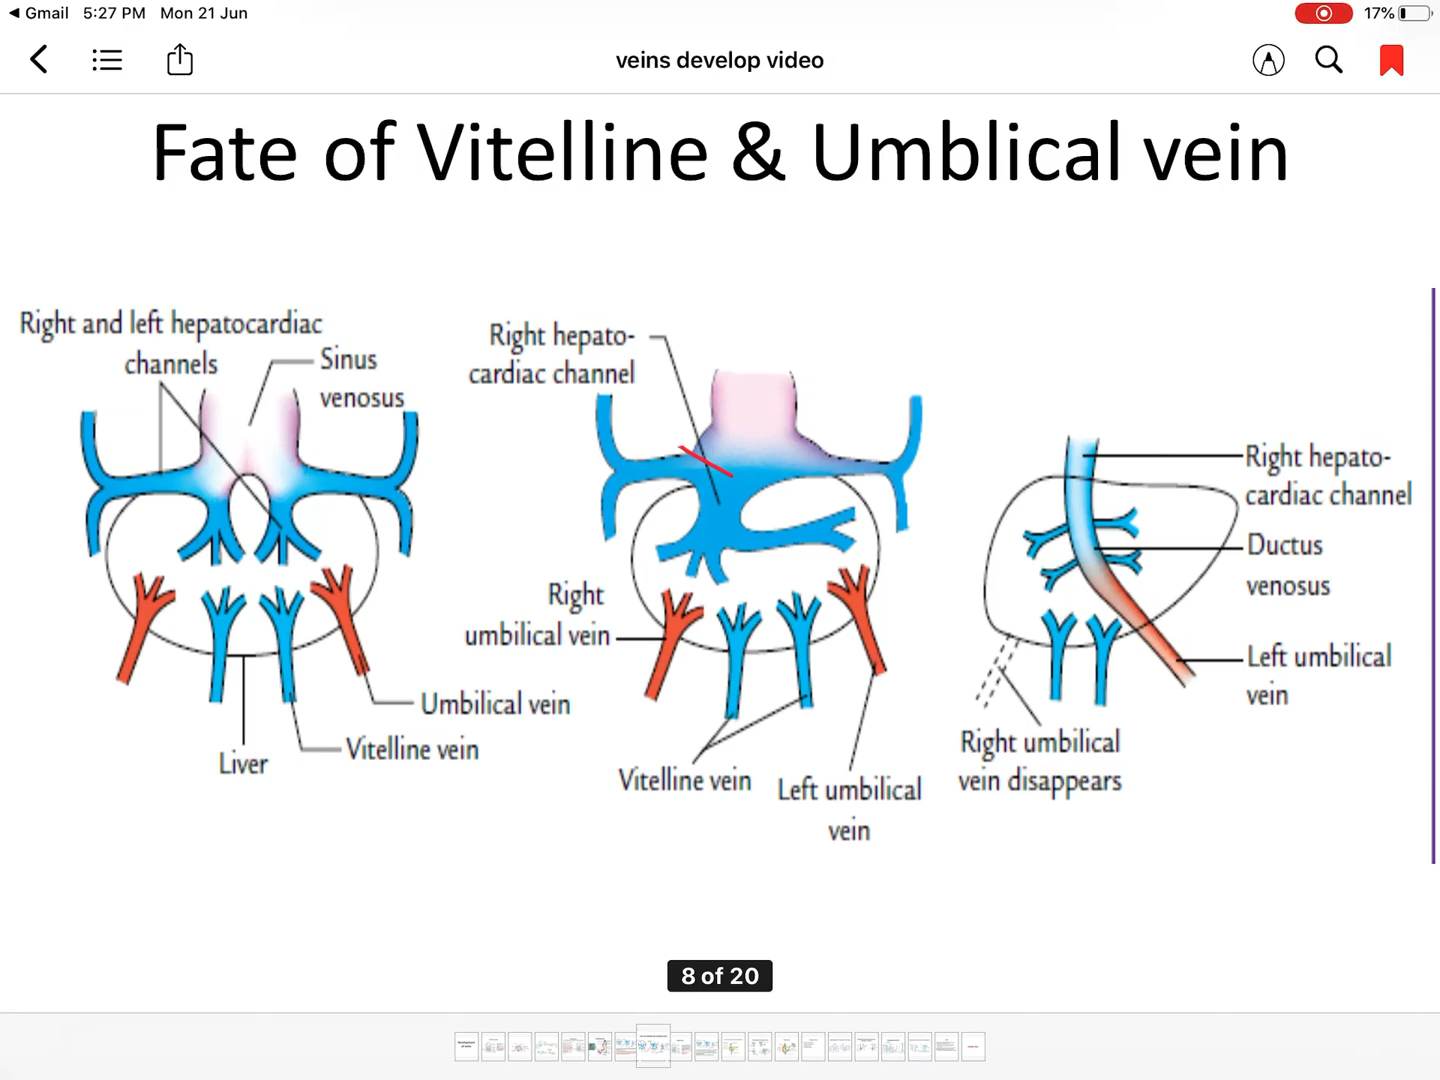 Gmail 5:27 PM Mon 21 Jun
17%
veins develop video
Fate of Vitelline & Umblical vein
Right and left hepatocardiac
channels
Sinus
venosus
Umbilical vein
Vitelline vein
Liver
Right hepato-
cardiac channel
Right
umbilical vein
Vitelline vein
Left umbilical
vein
Right hepato-
cardiac channel
Ductus
venosus
Left umbilical
vein
Right umbilical
vein disappears
8 of 20